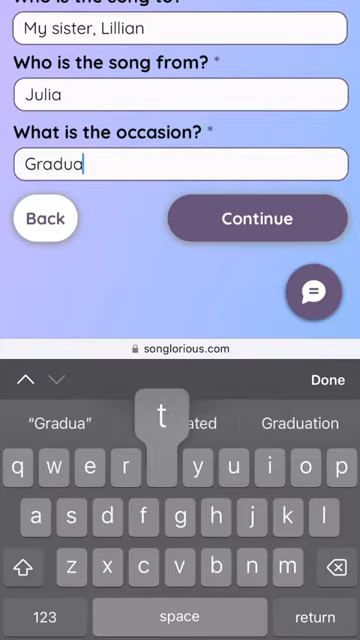 My sister, Lillian
Who is the song from? *
Julia
What is the occasion? *
Gradua
Back
Continue
songlorious.com
Done
“Gradua”
ated
Graduation
t
q w e r y u i o p
a s d f g h j k l
z x c v b n m
123
space
return